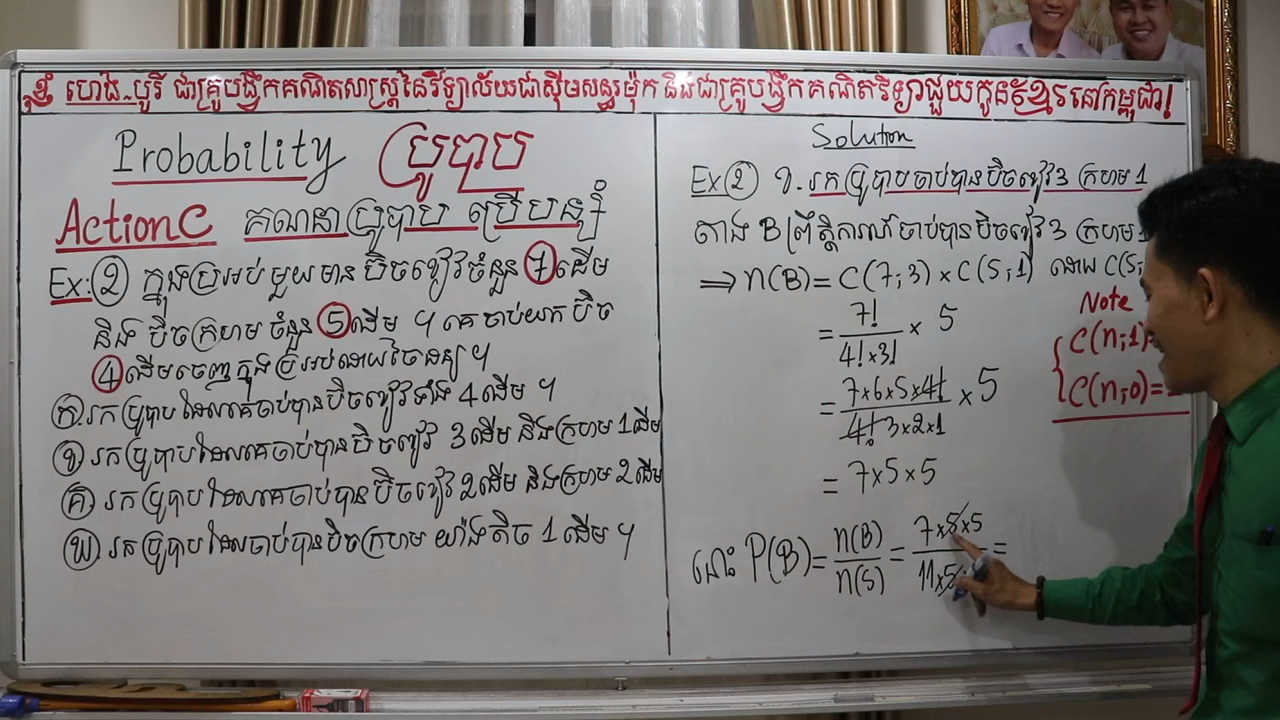 ខ្ញុំ ហេង..បូរី ជាគ្រូបង្រឹកគណិតសាស្ត្រនៃវិទ្យាល័យជាស៊ីមសន្ធរម៉ុក និងជាគ្រូបង្រឹកគណិតវិទ្យាជួយកូនខ្មែរនៅកម្ពុជា!
Probability ប្រូបាប
ActionC គណនាប្រូបាប ប្រើបន្សំ
Ex:② ក្នុងប្រអប់មួយមាន ប៊ិចខៀវចំនួន ⑦ដើម
និង ប៊ិចក្រហម ចំនួន ⑤ដើម ។ គេចាប់យក ប៊ិច
④ដើមចេញក្នុងប្រអប់ដោយចៃដន្យ ។
ក រកប្រូបាបដែលគេចាប់បានប៊ិចខៀវទាំង 4ដើម ។
ខ រកប្រូបាបដែលគេចាប់បានប៊ិចខៀវ 3ដើម និងក្រហម 1ដើម
គ រកប្រូបាបដែលគេចាប់បានប៊ិចខៀវ 2ដើម និងក្រហម 2ដើម
ឃ រកប្រូបាបដែលចាប់បានប៊ិចក្រហម យ៉ាងតិច 1 ដើម ។
Solution
Ex② ខ. រកប្រូបាបចាប់បានប៊ិចខៀវ3 ក្រហម 1
តាង B ព្រឹត្តិការណ៍ចាប់បានប៊ិចខៀវ3 ក្រហម 1
⇒ n(B) = C(7;3) × C(5;1) ដោយ C(5;
= 7!/(4!×3!) × 5
= (7×6×5×4!)/(4! 3×2×1) × 5
= 7×5×5
Note
C(n;1)
C(n;0)=
នោះ P(B) = n(B)/n(S) = (7×5×5)/(11×5 =